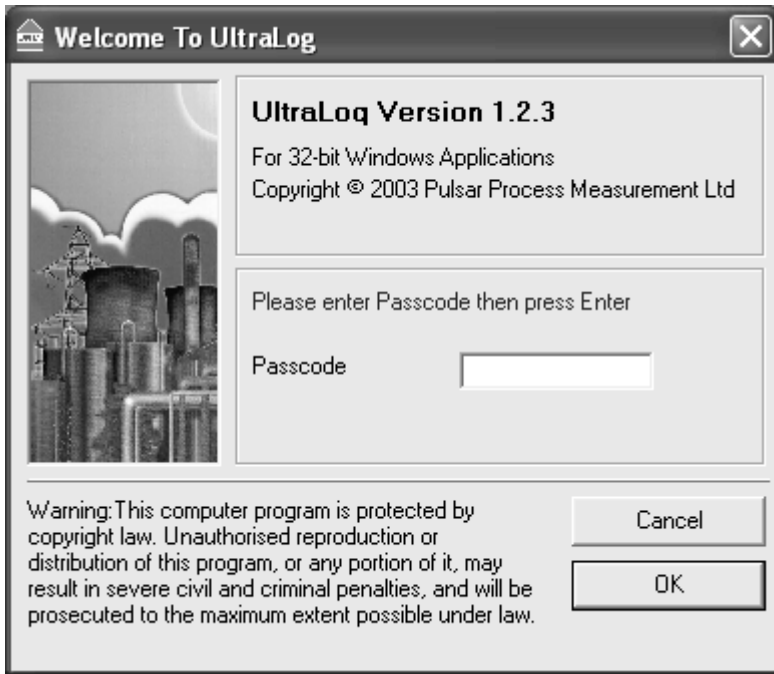 Welcome To UltraLog
UltraLoq Version 1.2.3
For 32-bit Windows Applications
Copyright © 2003 Pulsar Process Measurement Ltd
Please enter Passcode then press Enter
Passcode
Warning:This computer program is protected by
copyright law. Unauthorised reproduction or
distribution of this program, or any portion of it, may
result in severe civil and criminal penalties, and will be
prosecuted to the maximum extent possible under law.
Cancel
OK